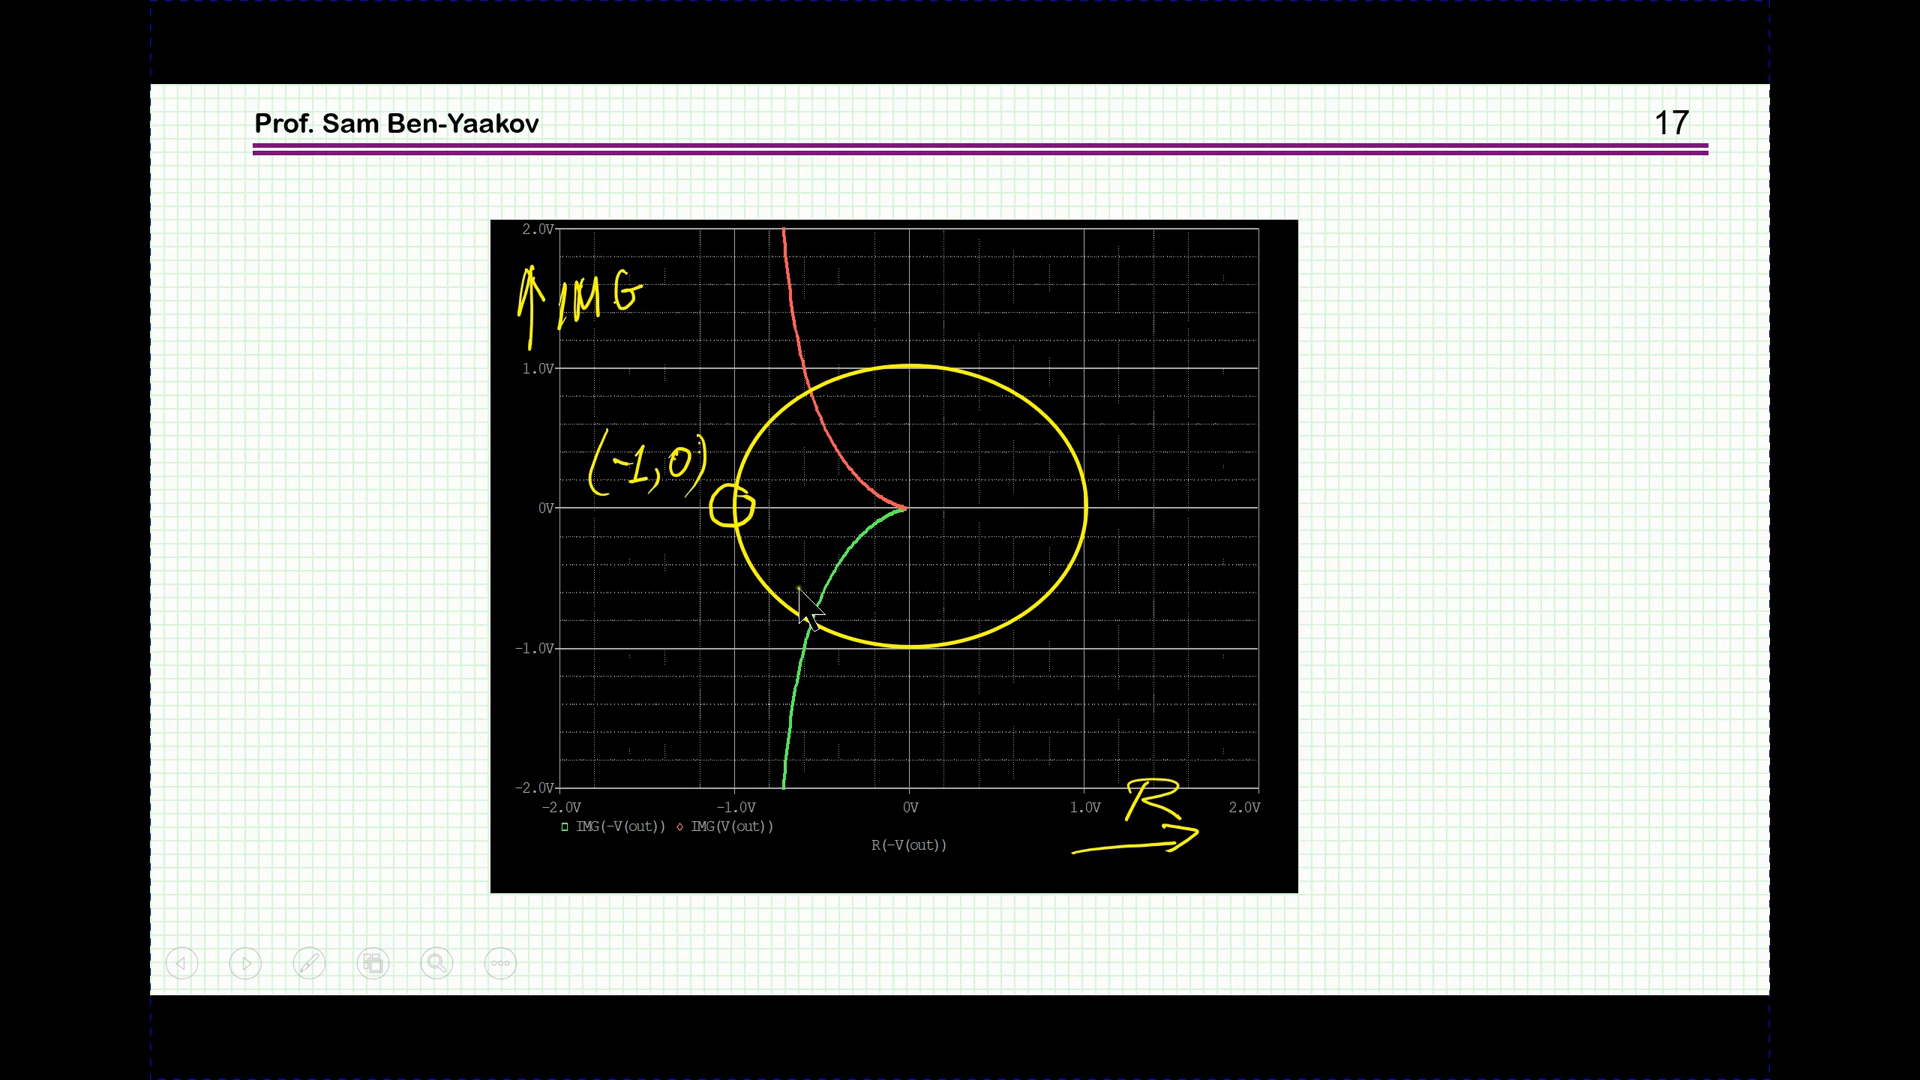 Prof. Sam Ben-Yaakov 17
2.0V
IMG
1.0V
(-1,0)
0V
-1.0V
-2.0V
-2.0V -1.0V 0V 1.0V 2.0V
R
IMG(-V(out)) IMG(V(out))
R(-V(out))